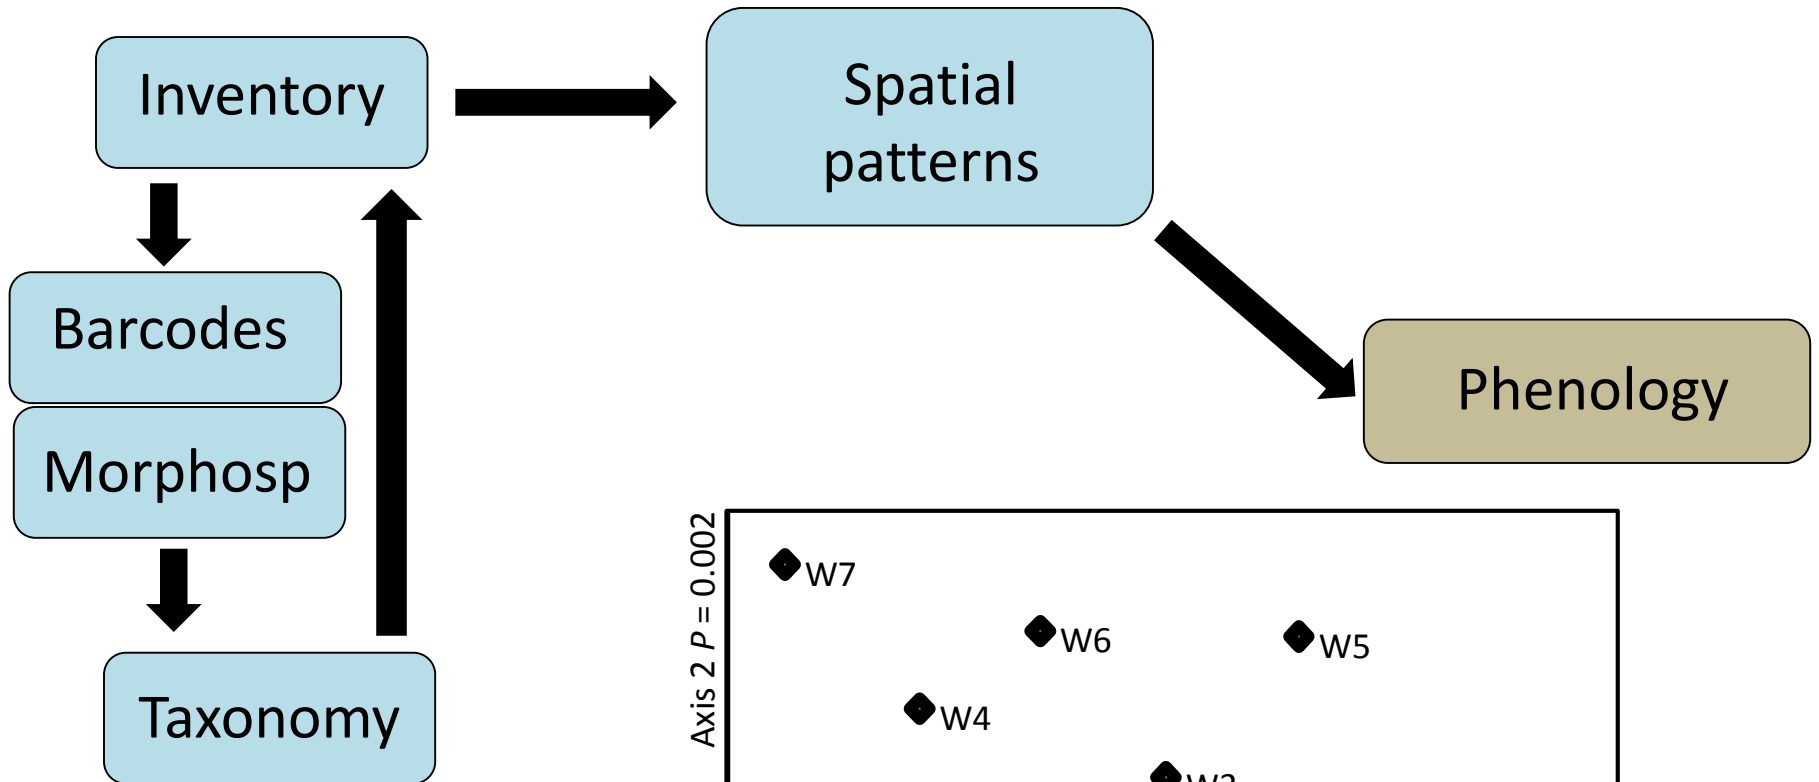 Inventory
Spatial
patterns
Barcodes
Morphosp
Taxonomy
Phenology
Axis 2 P = 0.002
W7
W6
W5
W4